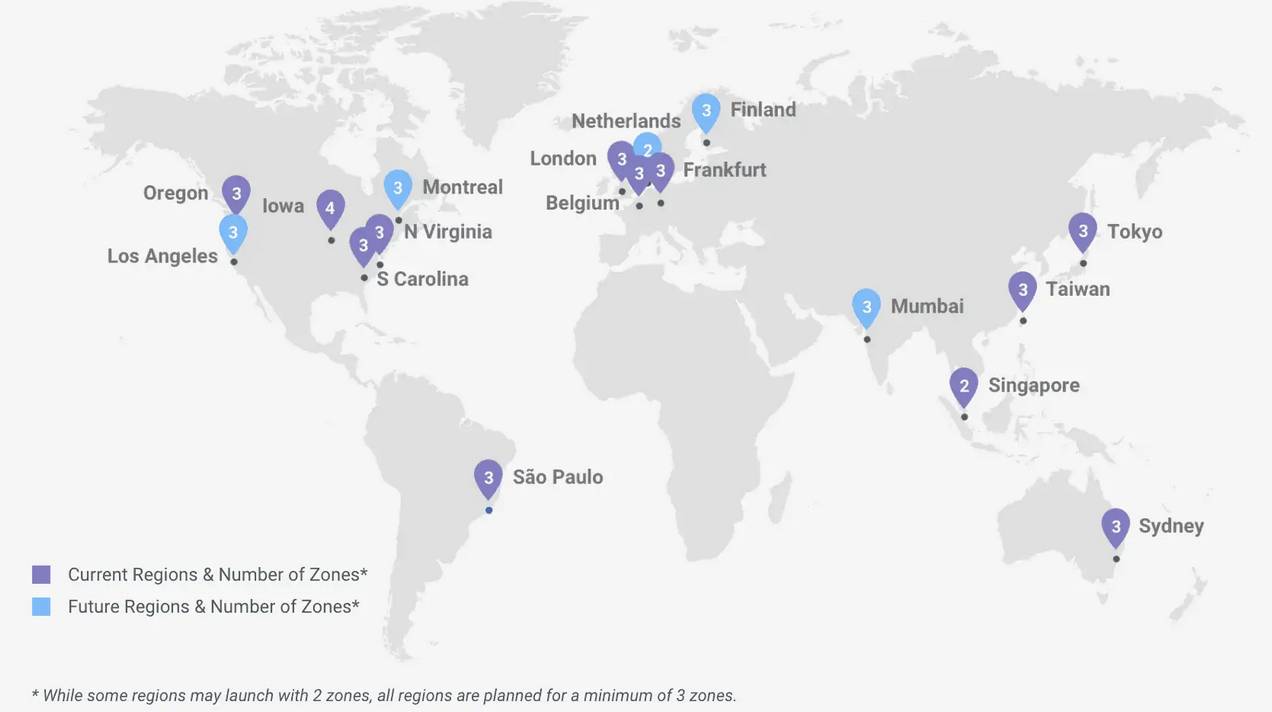 3 Finland
Netherlands
2
London 3
3 3 Frankfurt
Belgium
Oregon 3
Iowa 4
3 Montreal
Los Angeles 3
3 N Virginia
3 S Carolina
3 Tokyo
3 Taiwan
3 Mumbai
2 Singapore
3 São Paulo
3 Sydney
Current Regions & Number of Zones*
Future Regions & Number of Zones*
* While some regions may launch with 2 zones, all regions are planned for a minimum of 3 zones.